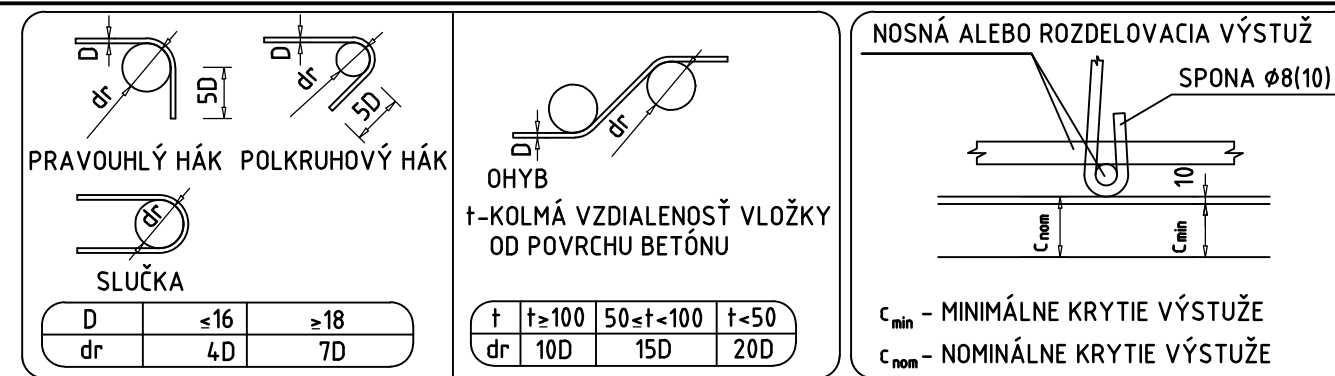 D
dr
5D
D
dr
5D
PRAVOUHLÝ HÁK
POLKRUHOVÝ HÁK
dr
SLUČKA
D ≤16 ≥18
dr 4D 7D
D
dr
OHYB
t-KOLMÁ VZDIALENOSŤ VLOŽKY
OD POVRCHU BETÓNU
t t≥100 50≤t<100 t<50
dr 10D 15D 20D
NOSNÁ ALEBO ROZDELOVACIA VÝSTUŽ
SPONA ϕ8(10)
10
cnom
cmin
cmin - MINIMÁLNE KRYTIE VÝSTUŽE
cnom - NOMINÁLNE KRYTIE VÝSTUŽE